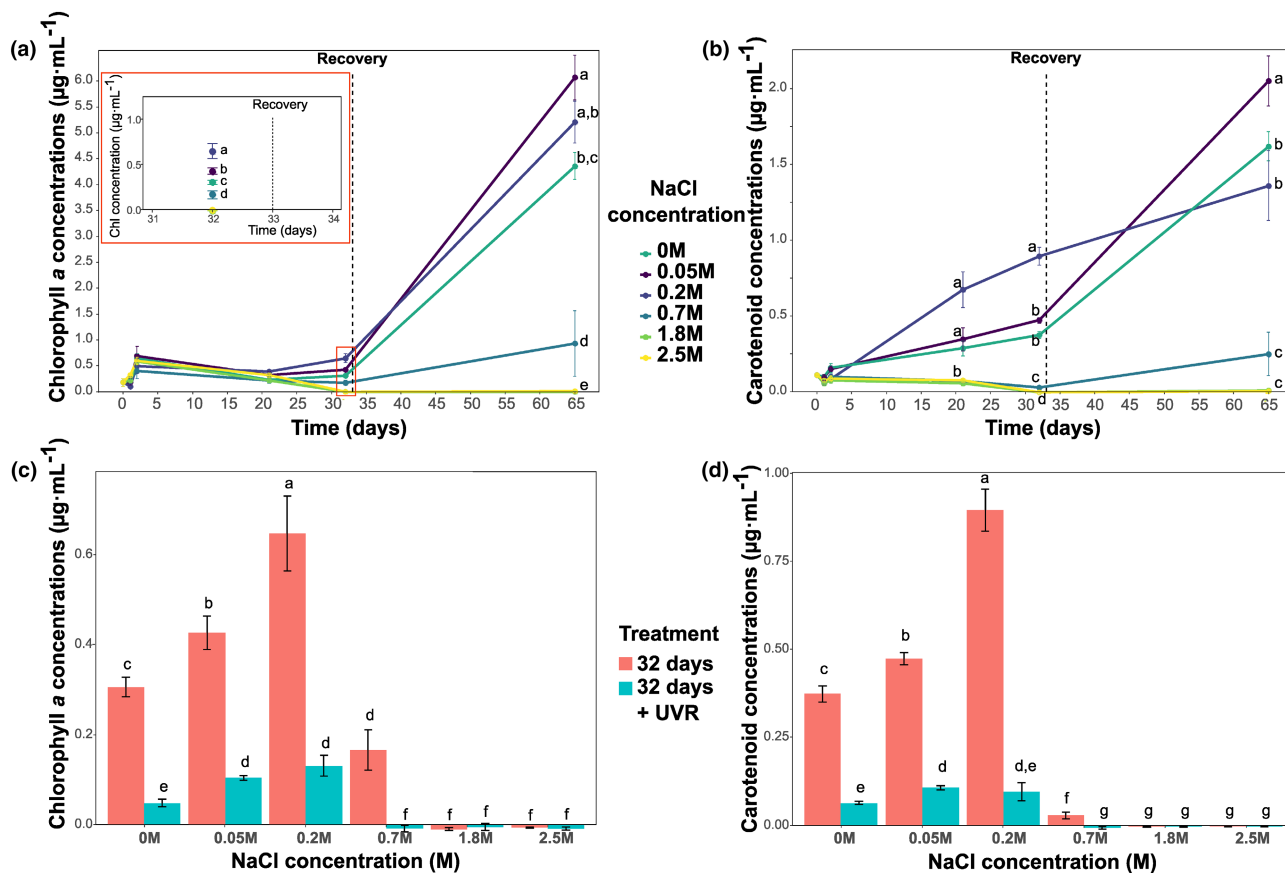 (a)
Chlorophyll a concentrations (µg·mL-1)
6.0
5.5
5.0
4.5
4.0
3.5
3.0
2.5
2.0
1.5
1.0
0.5
0.0
Recovery
a
a,b
b,c
d
e
0 5 10 15 20 25 30 35 40 45 50 55 60 65
Time (days)
Chl concentration (µg·mL-1)
1.0
0.5
0.0
Recovery
a
b
c
d
31 32 33 34
Time (days)
NaCl
concentration
0M
0.05M
0.2M
0.7M
1.8M
2.5M
(b)
Carotenoid concentrations (µg·mL-1)
2.0
1.5
1.0
0.5
0.0
Recovery
a
b
b
c
c
a
a
b
a
b
b
c
d
0 5 10 15 20 25 30 35 40 45 50 55 60 65
Time (days)
(c)
Chlorophyll a concentrations (µg·mL-1)
0.6
0.4
0.2
0.0
c e b d a d d f f f f f
0M 0.05M 0.2M 0.7M 1.8M 2.5M
NaCl concentration (M)
Treatment
32 days
32 days
+ UVR
(d)
Carotenoid concentrations (µg·mL-1)
1.00
0.75
0.50
0.25
0.00
c e b d a d,e f g g g g g
0M 0.05M 0.2M 0.7M 1.8M 2.5M
NaCl concentration (M)